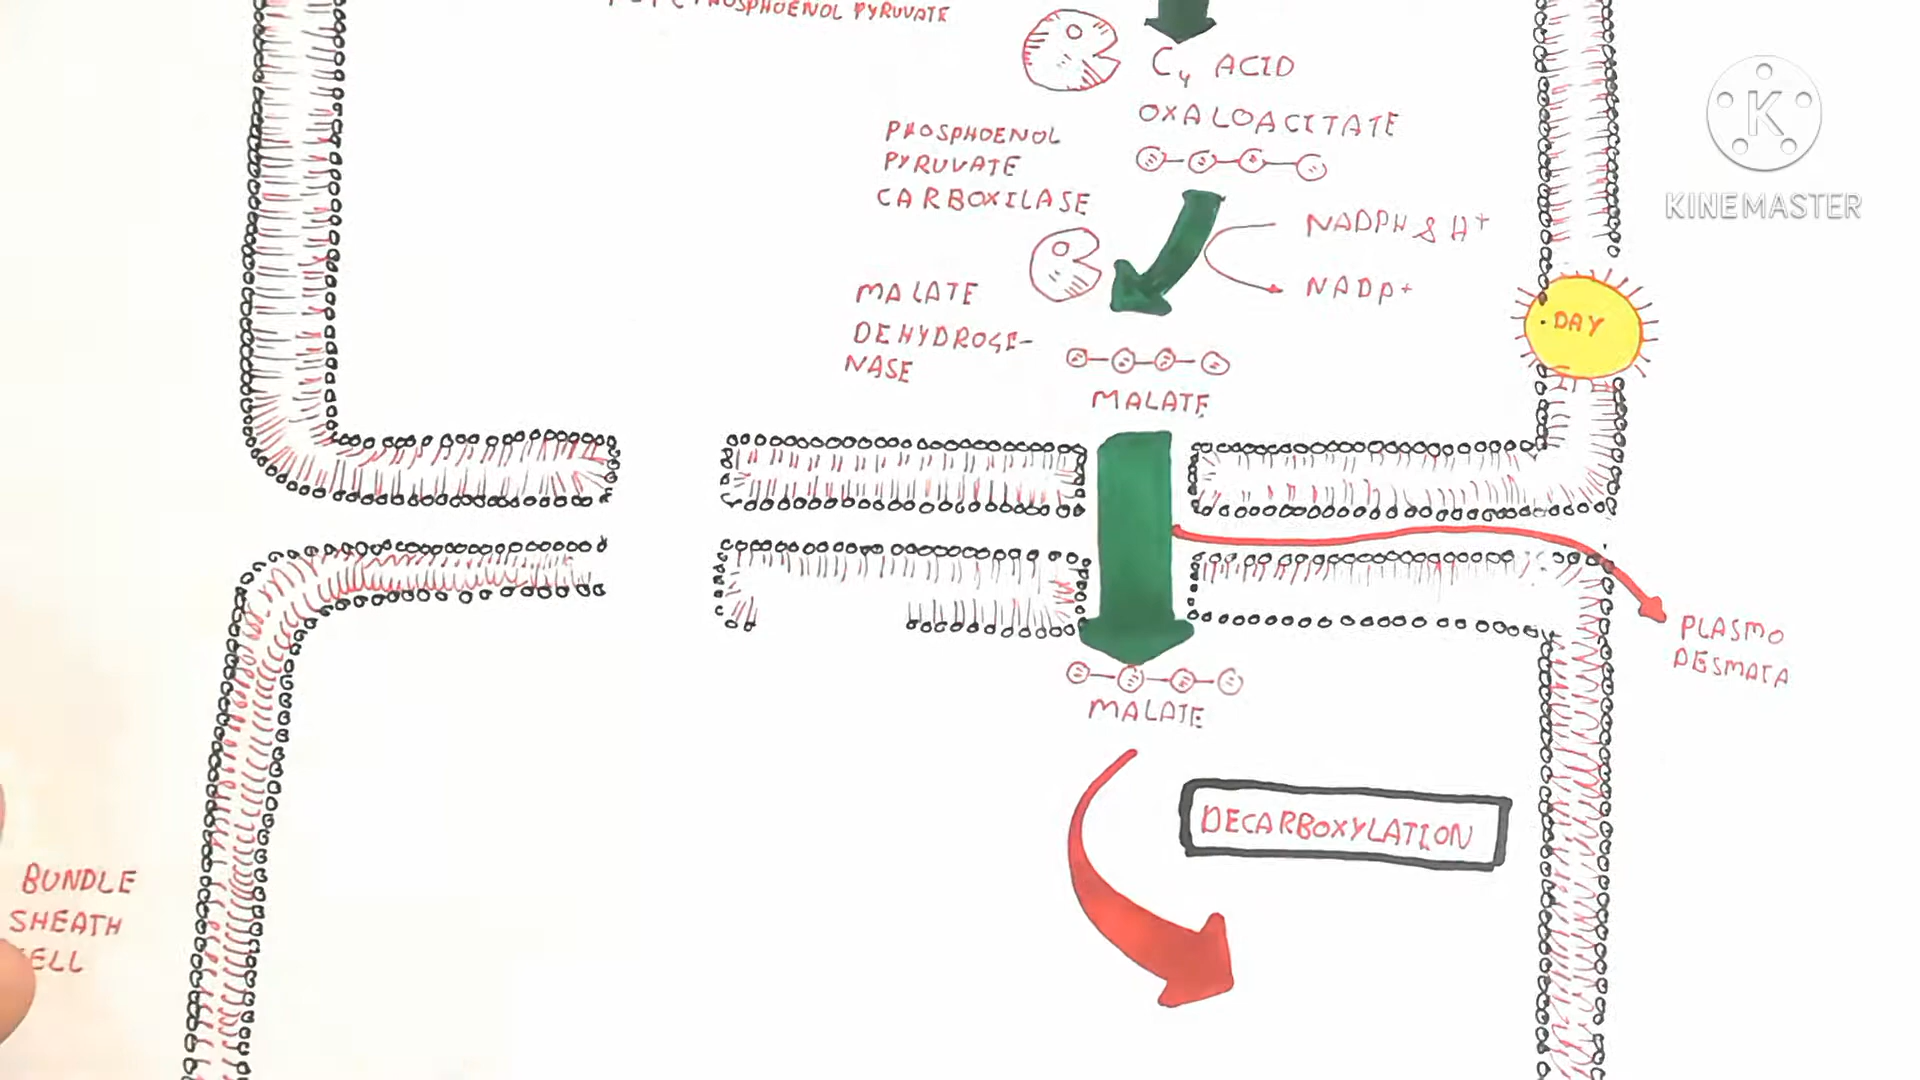 PHOSPHOENOL PYRUVATE
C4 ACID
OXALOACITATE
PHOSPHOENOL
PYRUVATE
CARBOXILASE
NADPH & H+
NADP+
MALATE
DEHYDROGE-
NASE
MALATE
DAY
K
KINEMASTER
PLASMO
DESMATA
MALATE
DECARBOXYLATION
BUNDLE
SHEATH
ELL